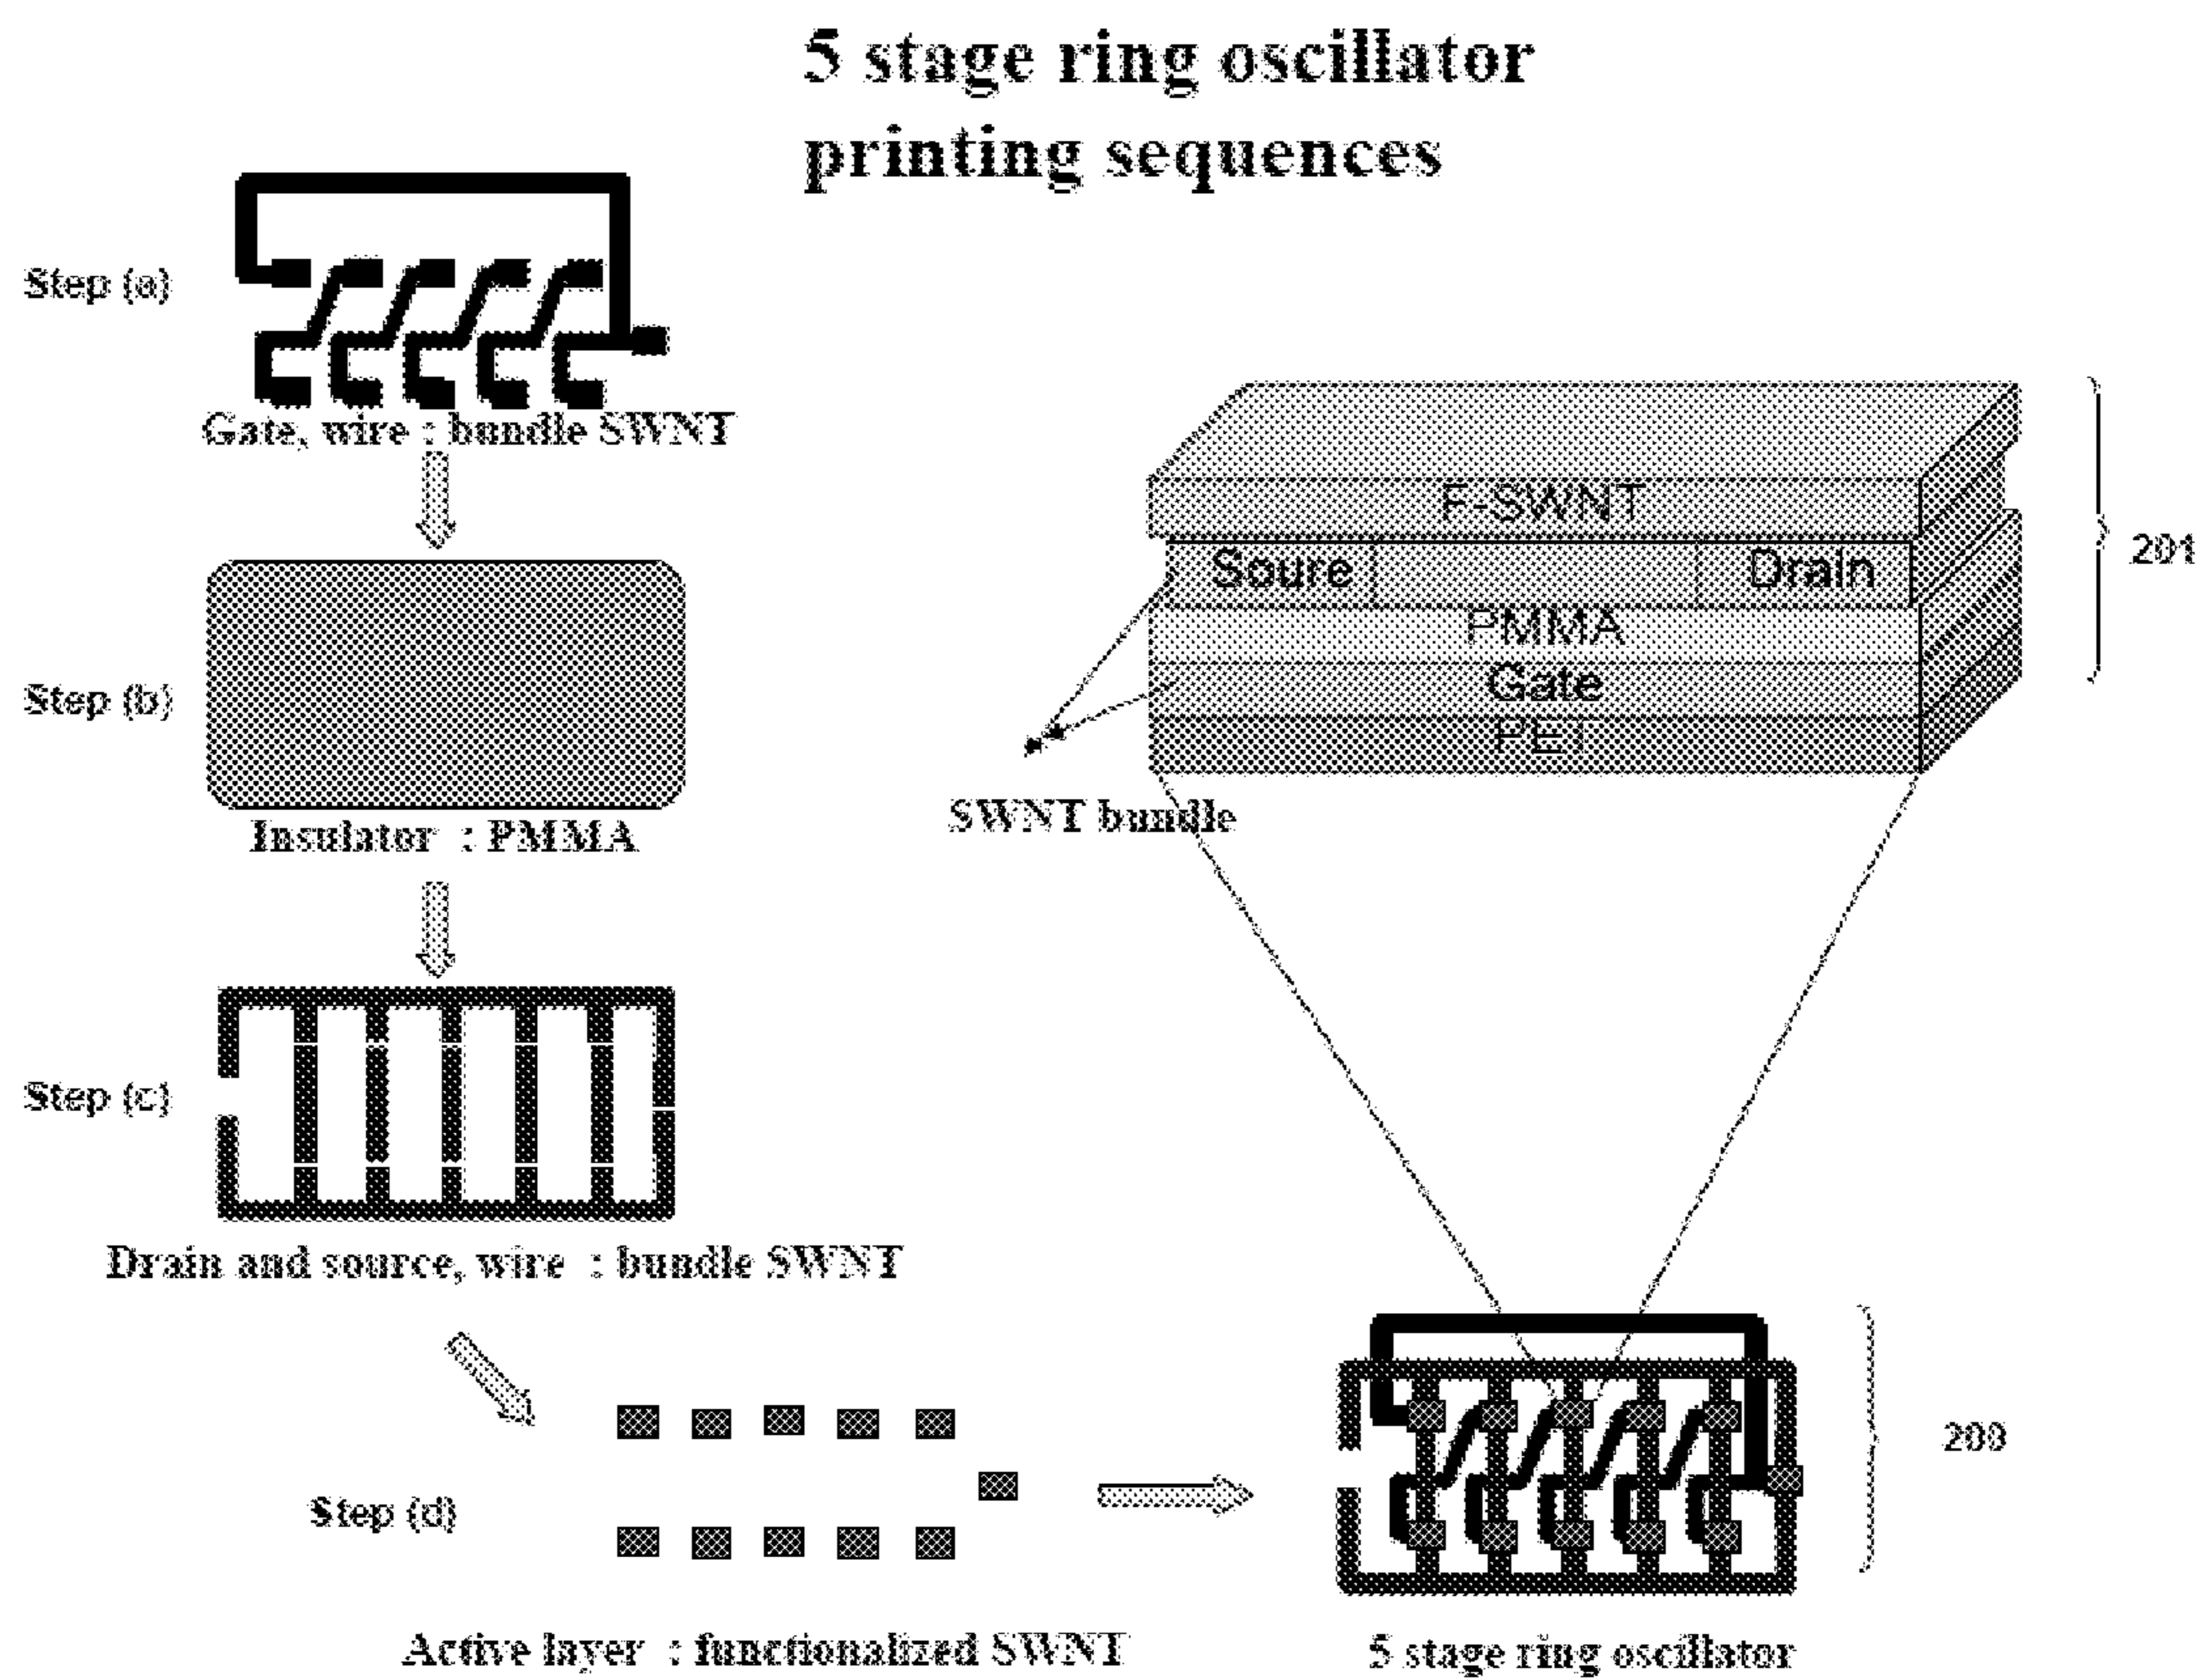 5 stage ring oscillator
printing sequences
Step (a)
Gate, wire : bundle SWNT
Step (b)
Insulator : PMMA
Step (c)
Drain and source, wire : bundle SWNT
Step (d)
Active layer : functionalized SWNT
F-SWNT
Soure
Drain
PMMA
Gate
PET
201
SWNT bundle
200
5 stage ring oscillator